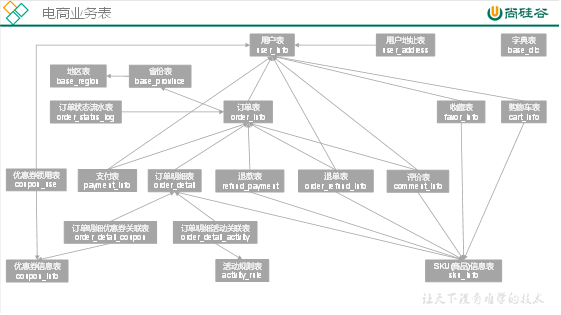 电商业务表
尚硅谷
用户表
user_info
用户地址表
user_address
字典表
base_dic
地区表
base_region
省份表
base_province
订单状态流水表
order_status_log
订单表
order_info
收藏表
favor_info
购物车表
cart_info
优惠券领用表
coupon_use
支付表
payment_info
订单明细表
order_detail
退款表
refund_payment
退单表
order_refund_info
评价表
comment_info
订单明细优惠券关联表
order_detail_coupon
订单明细活动关联表
order_detail_activity
优惠券信息表
coupon_info
活动规则表
activity_rule
SKU(商品)信息表
sku_info
让天下没有难学的技术